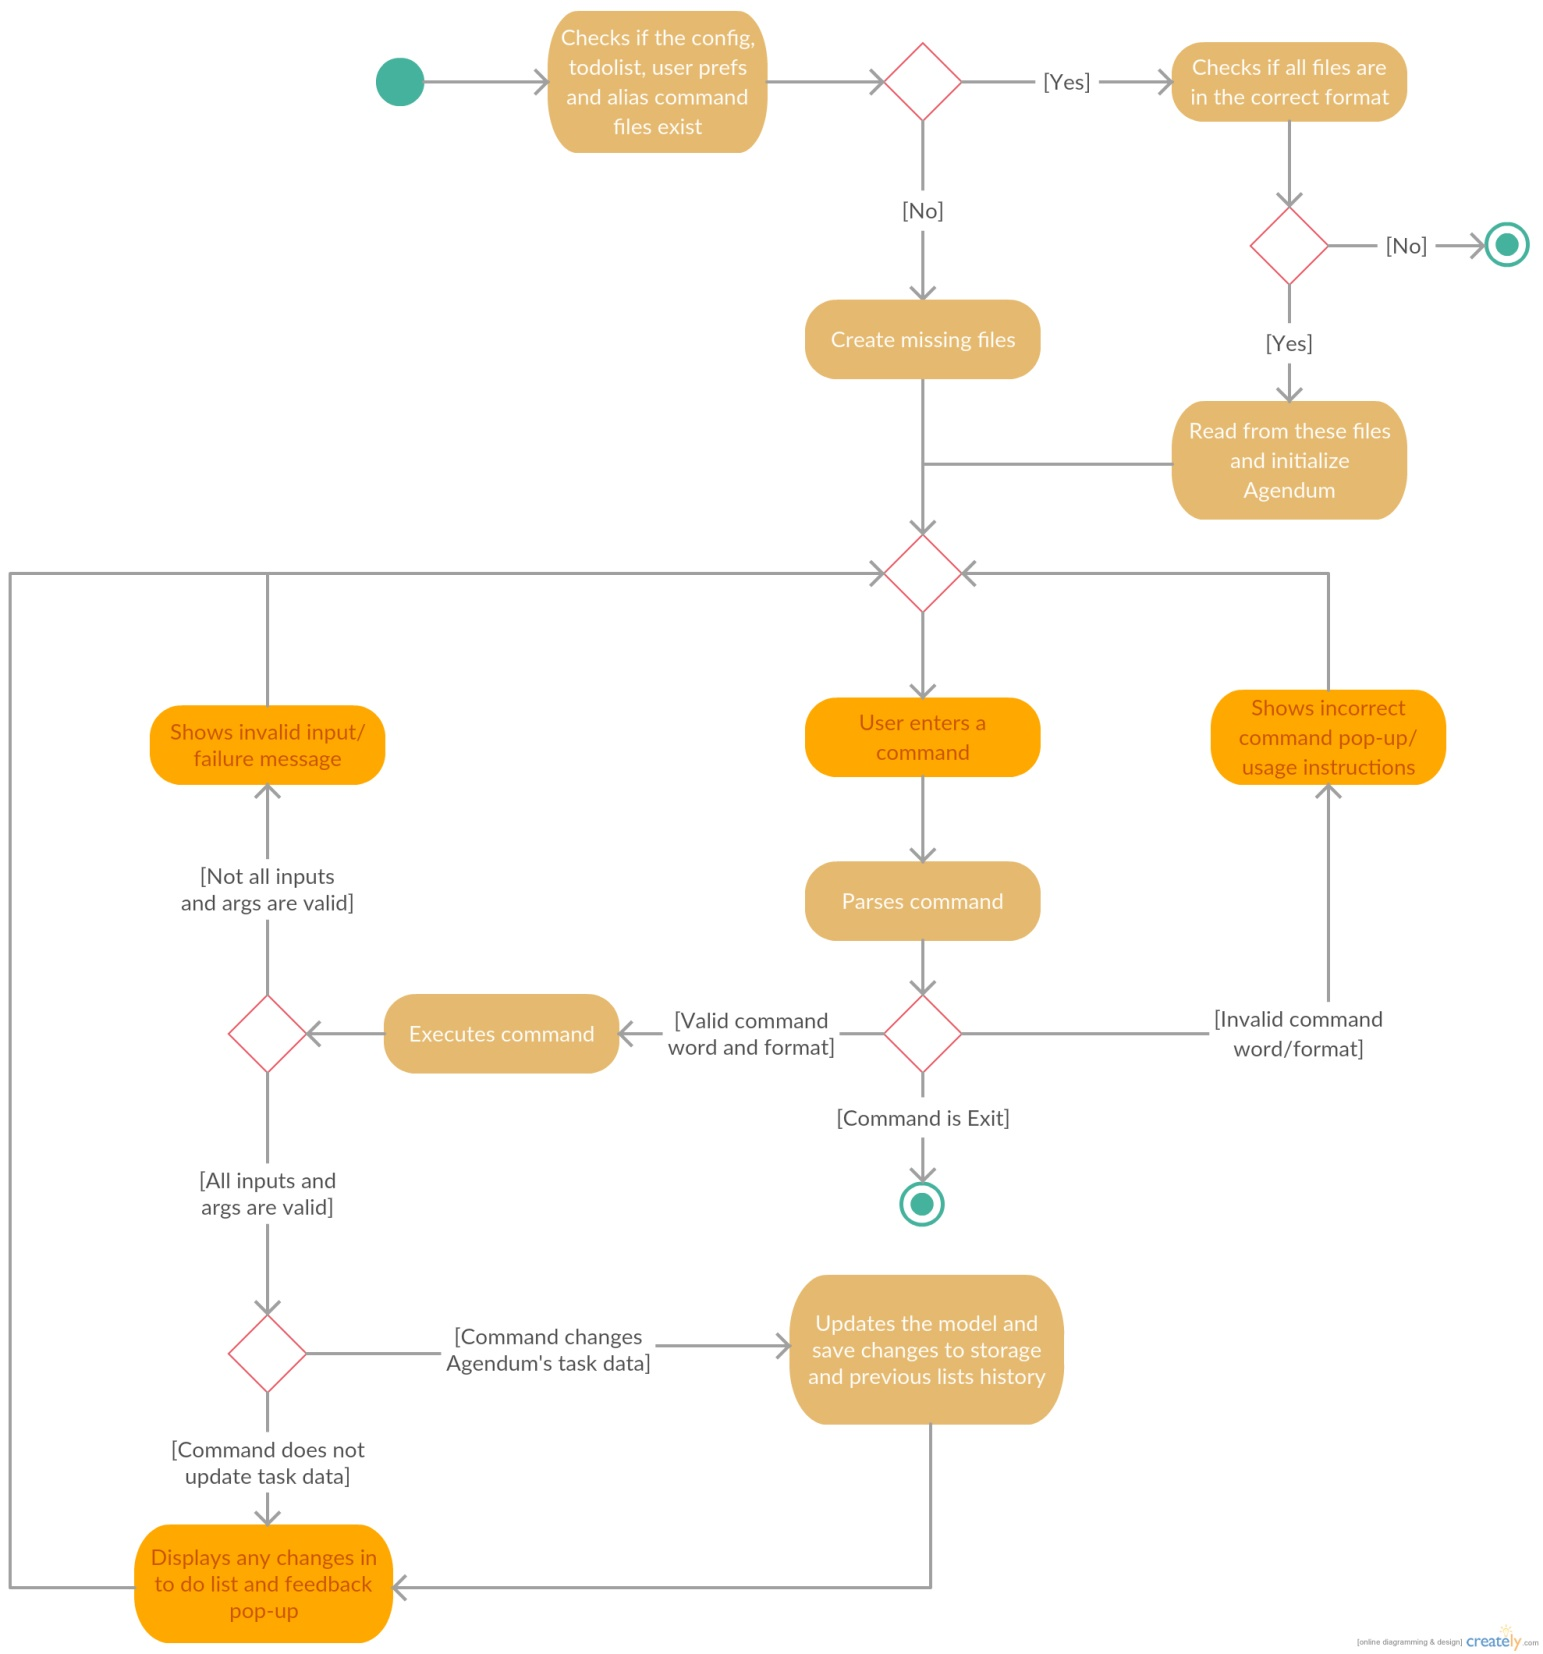 Checks if the config,
todolist, user prefs
and alias command
files exist
[Yes]
Checks if all files are
in the correct format
[No]
[No]
[Yes]
Create missing files
Read from these files
and initialize
Agendum
Shows invalid input/
failure message
User enters a
command
Shows incorrect
command pop-up/
usage instructions
[Not all inputs
and args are valid]
Parses command
Executes command
[Valid command
word and format]
[Invalid command
word/format]
[Command is Exit]
[All inputs and
args are valid]
[Command changes
Agendum's task data]
Updates the model and
save changes to storage
and previous lists history
[Command does not
update task data]
Displays any changes in
to do list and feedback
pop-up
[online diagramming & design] creately.com